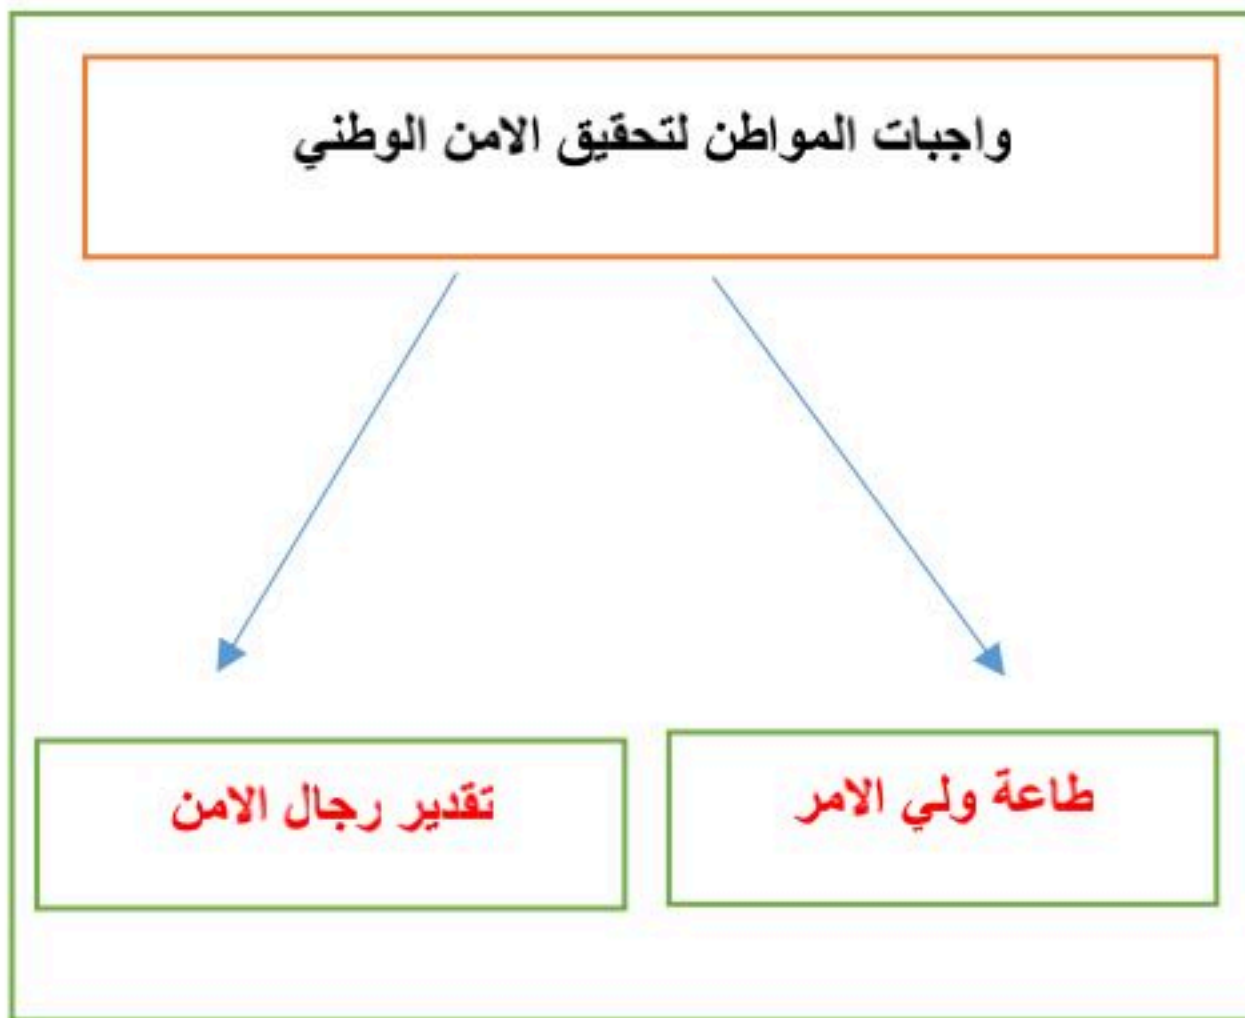 واجبات المواطن لتحقيق الامن الوطني
طاعة ولي الامر
تقدير رجال الامن